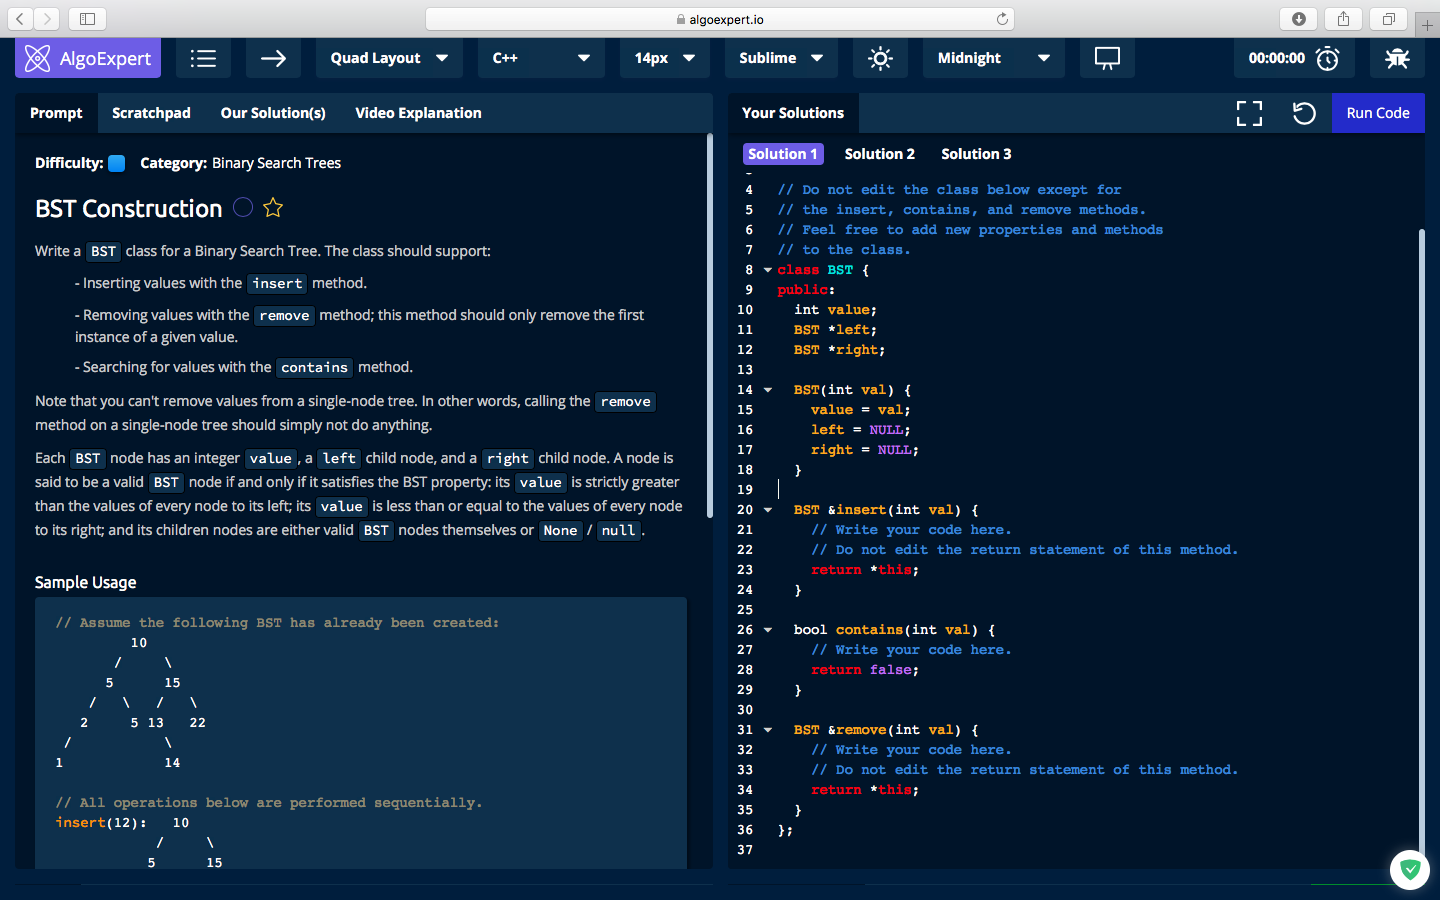 algoexpert.io
AlgoExpert
Quad Layout
C++
14px
Sublime
Midnight
00:00:00
Prompt
Scratchpad
Our Solution(s)
Video Explanation
Difficulty: Category: Binary Search Trees
BST Construction
Write a BST class for a Binary Search Tree. The class should support:
- Inserting values with the insert method.
- Removing values with the remove method; this method should only remove the first
instance of a given value.
- Searching for values with the contains method.
Note that you can't remove values from a single-node tree. In other words, calling the remove
method on a single-node tree should simply not do anything.
Each BST node has an integer value, a left child node, and a right child node. A node is
said to be a valid BST node if and only if it satisfies the BST property: its value is strictly greater
than the values of every node to its left; its value is less than or equal to the values of every node
to its right; and its children nodes are either valid BST nodes themselves or None / null.
Sample Usage
// Assume the following BST has already been created:
10
/ \
5 15
/ \ / \
2 5 13 22
/ \
1 14
// All operations below are performed sequentially.
insert(12): 10
/ \
5 15
Your Solutions
Run Code
Solution 1
Solution 2
Solution 3
4 // Do not edit the class below except for
5 // the insert, contains, and remove methods.
6 // Feel free to add new properties and methods
7 // to the class.
8 class BST {
9 public:
10 int value;
11 BST *left;
12 BST *right;
13
14 BST(int val) {
15 value = val;
16 left = NULL;
17 right = NULL;
18 }
19
20 BST &insert(int val) {
21 // Write your code here.
22 // Do not edit the return statement of this method.
23 return *this;
24 }
25
26 bool contains(int val) {
27 // Write your code here.
28 return false;
29 }
30
31 BST &remove(int val) {
32 // Write your code here.
33 // Do not edit the return statement of this method.
34 return *this;
35 }
36 };
37